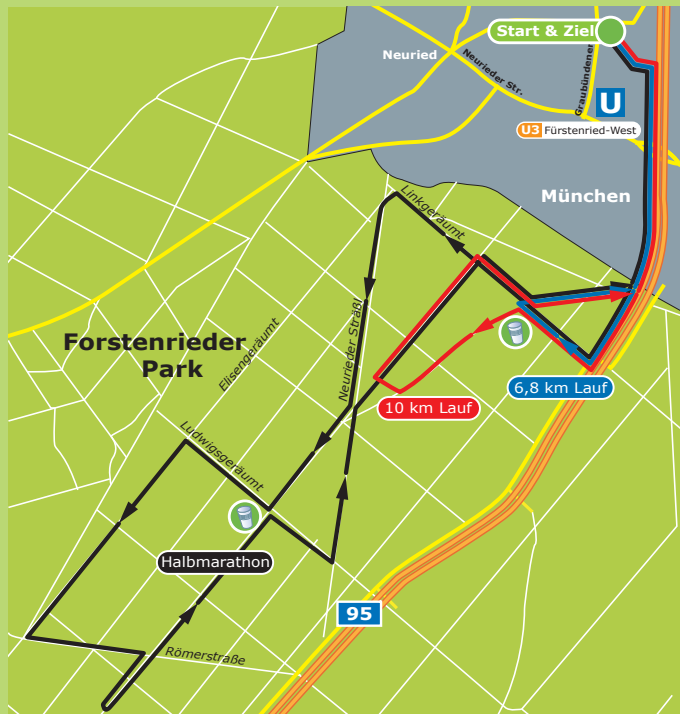 Start & Ziel
Neuried
Neurieder Str.
Graubündener
U
U3 Fürstenried-West
München
Linkgeräumt
Forstenrieder
Park
Elisengeräumt
Neurieder Sträßl
6,8 km Lauf
10 km Lauf
Ludwigsgeräumt
Halbmarathon
95
Römerstraße